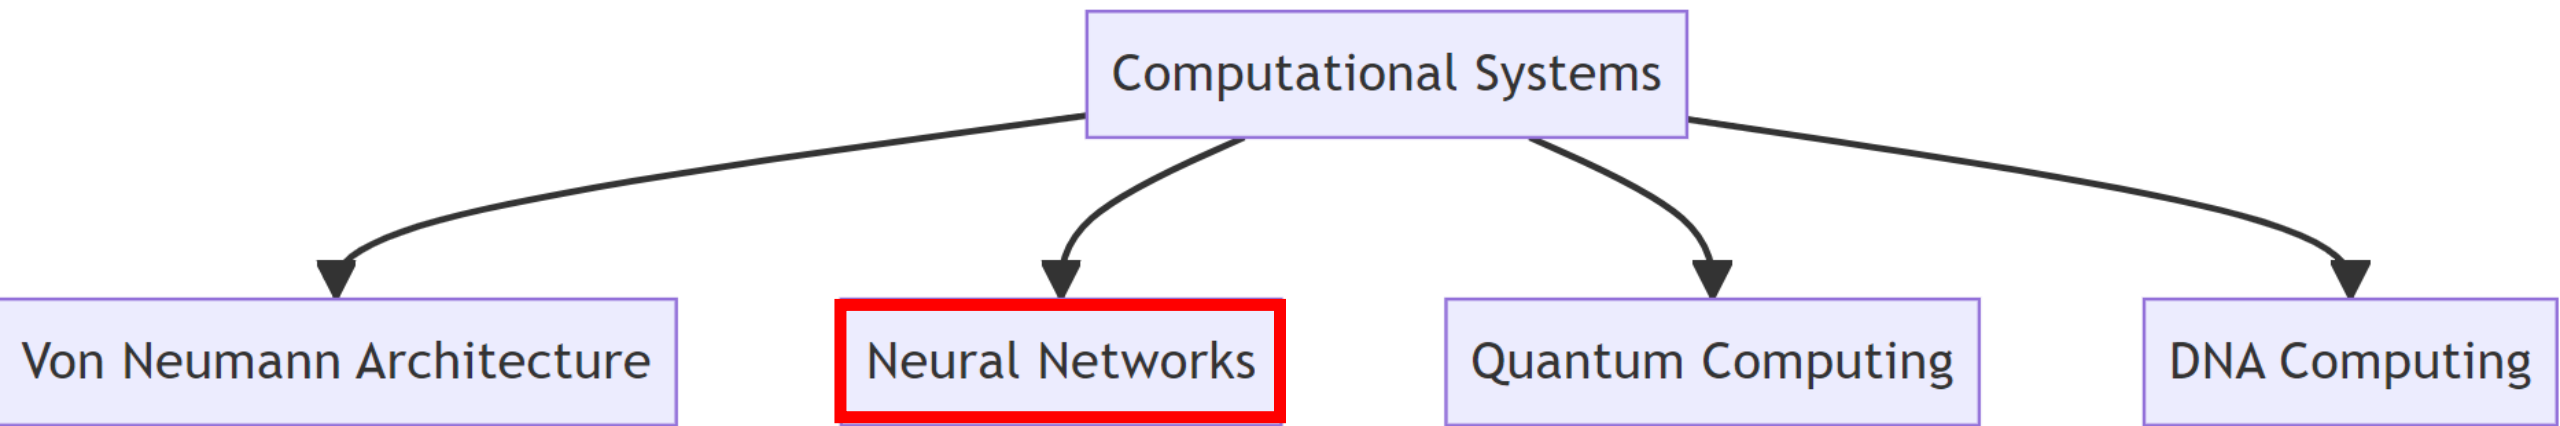 Computational Systems
Von Neumann Architecture
Neural Networks
Quantum Computing
DNA Computing